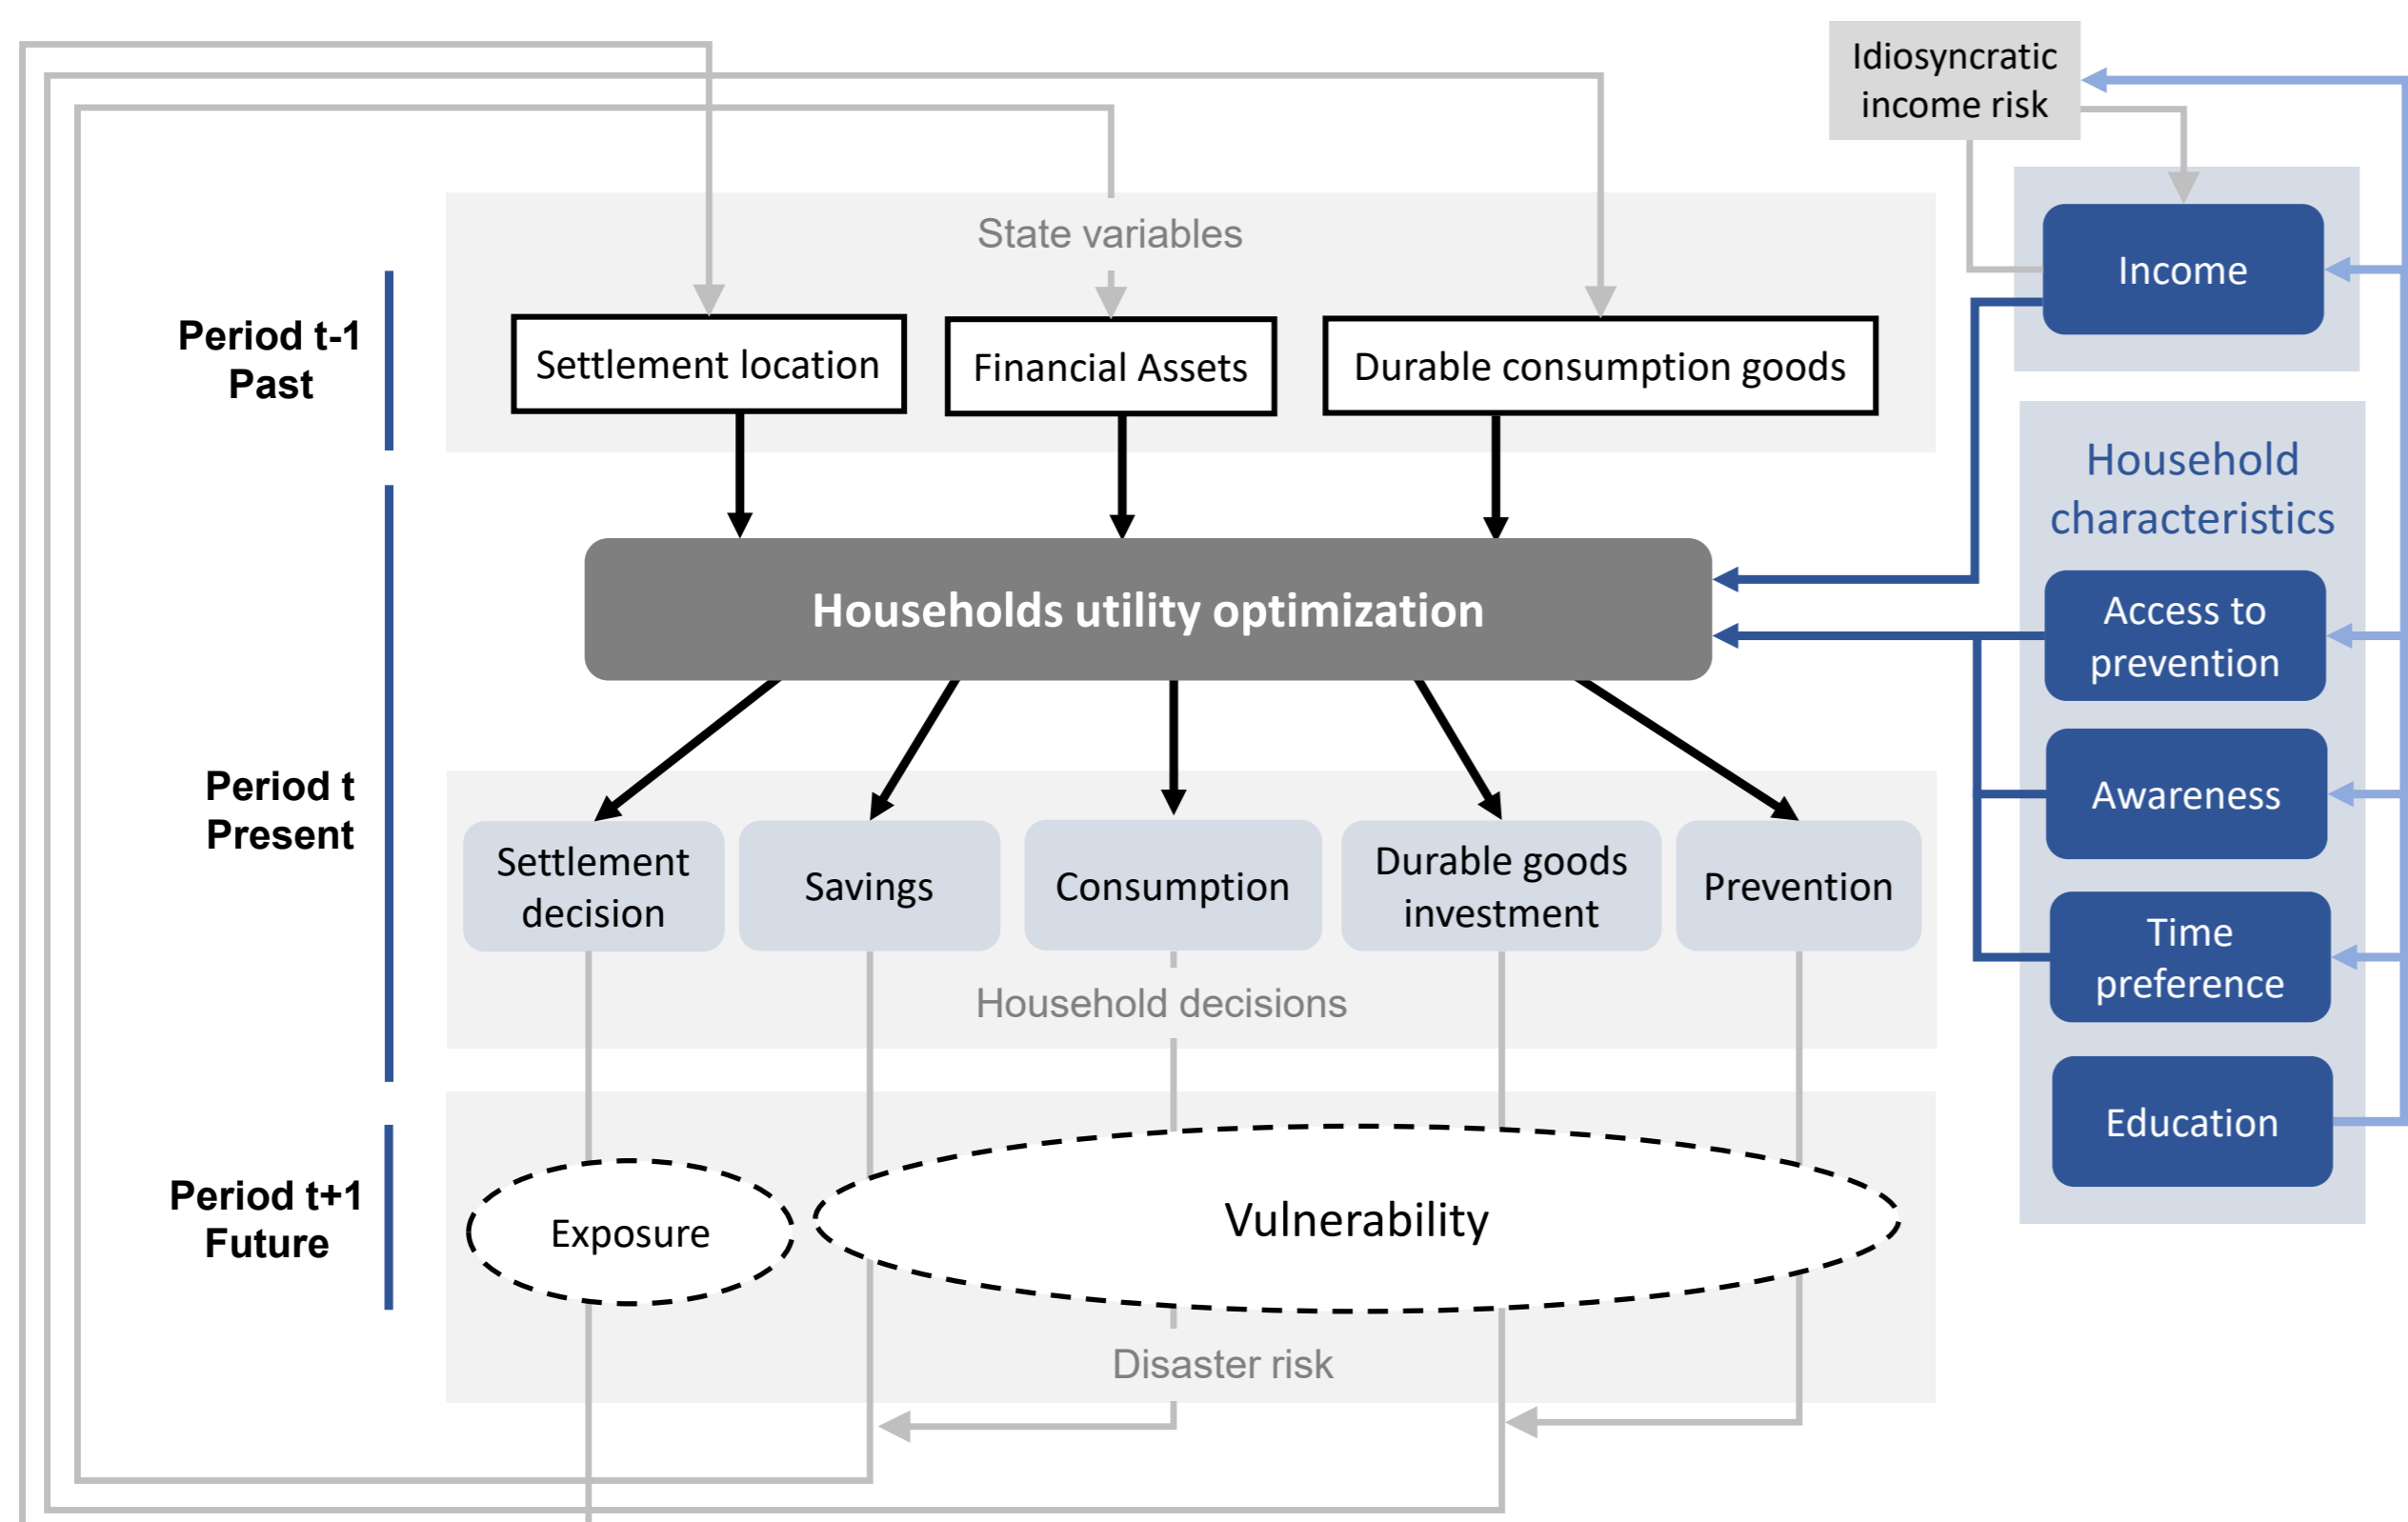 Idiosyncratic
income risk
State variables
Income
Period t-1
Past
Settlement location
Financial Assets
Durable consumption goods
Household
characteristics
Households utility optimization
Access to
prevention
Period t
Present
Settlement
decision
Savings
Consumption
Durable goods
investment
Prevention
Awareness
Household decisions
Time
preference
Education
Period t+1
Future
Exposure
Vulnerability
Disaster risk